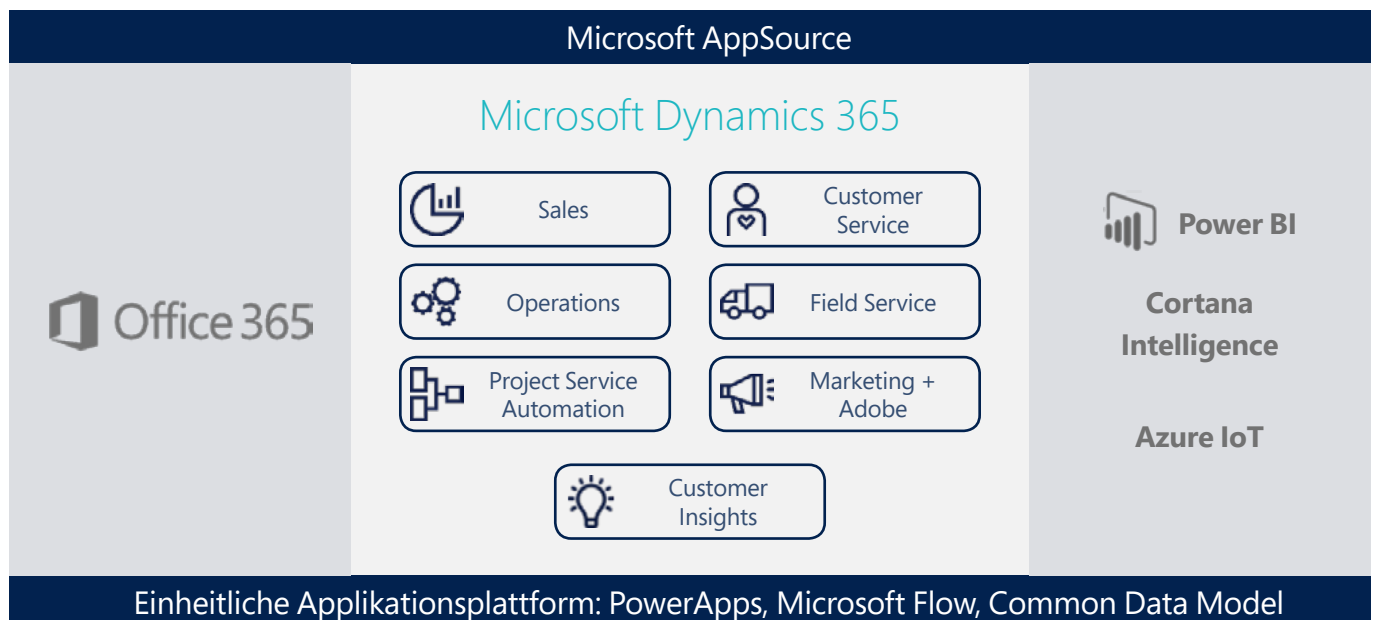 Microsoft AppSource
Microsoft Dynamics 365
Sales
Customer
Service
Operations
Field Service
Project Service
Automation
Marketing +
Adobe
Customer
Insights
Office 365
Power BI
Cortana
Intelligence
Azure IoT
Einheitliche Applikationsplattform: PowerApps, Microsoft Flow, Common Data Model